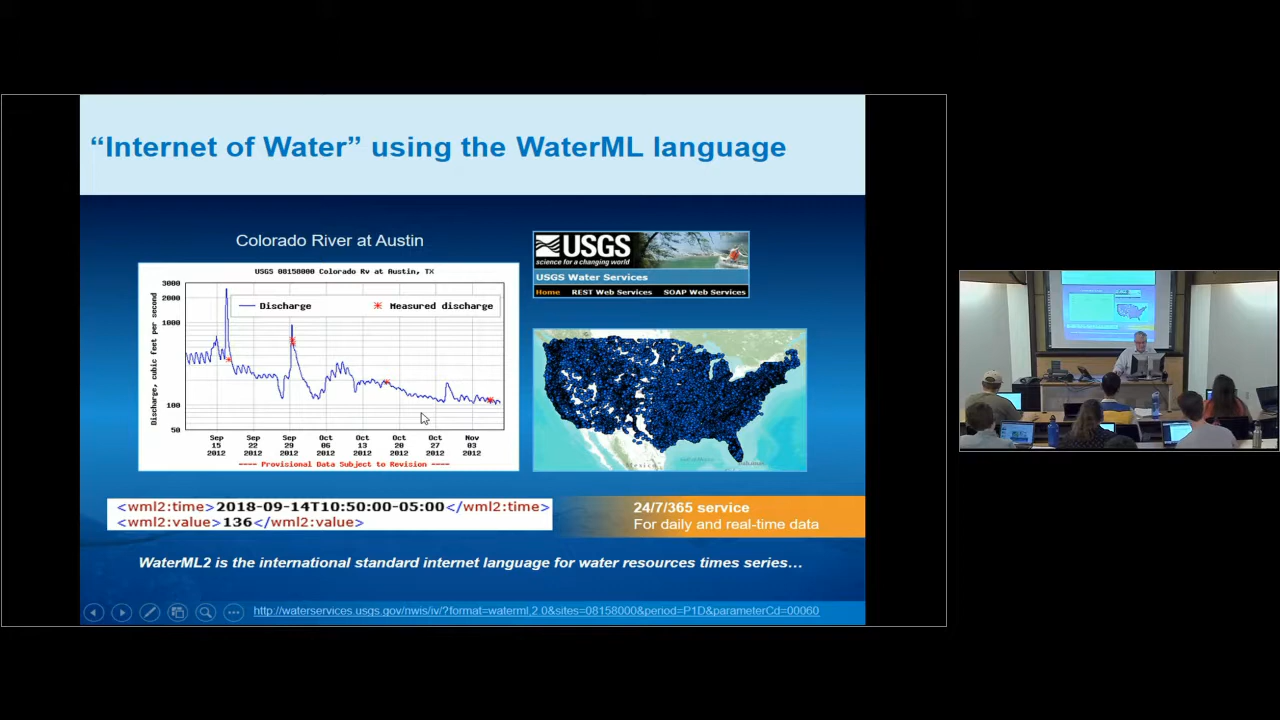 “Internet of Water” using the WaterML language
Colorado River at Austin
USGS 08158000 Colorado Rv at Austin, TX
Discharge
Measured discharge
Discharge, cubic feet per second
3000
2000
1000
100
50
Sep 15 2012
Sep 22 2012
Sep 29 2012
Oct 06 2012
Oct 13 2012
Oct 20 2012
Oct 27 2012
Nov 03 2012
---- Provisional Data Subject to Revision ----
USGS
science for a changing world
USGS Water Services
Home REST Web Services SOAP Web Services
<wml2:time>2018-09-14T10:50:00-05:00</wml2:time>
<wml2:value>136</wml2:value>
24/7/365 service
For daily and real-time data
WaterML2 is the international standard internet language for water resources times series…
http://waterservices.usgs.gov/nwis/iv/?format=waterml,2.0&sites=08158000&period=P1D&parameterCd=00060